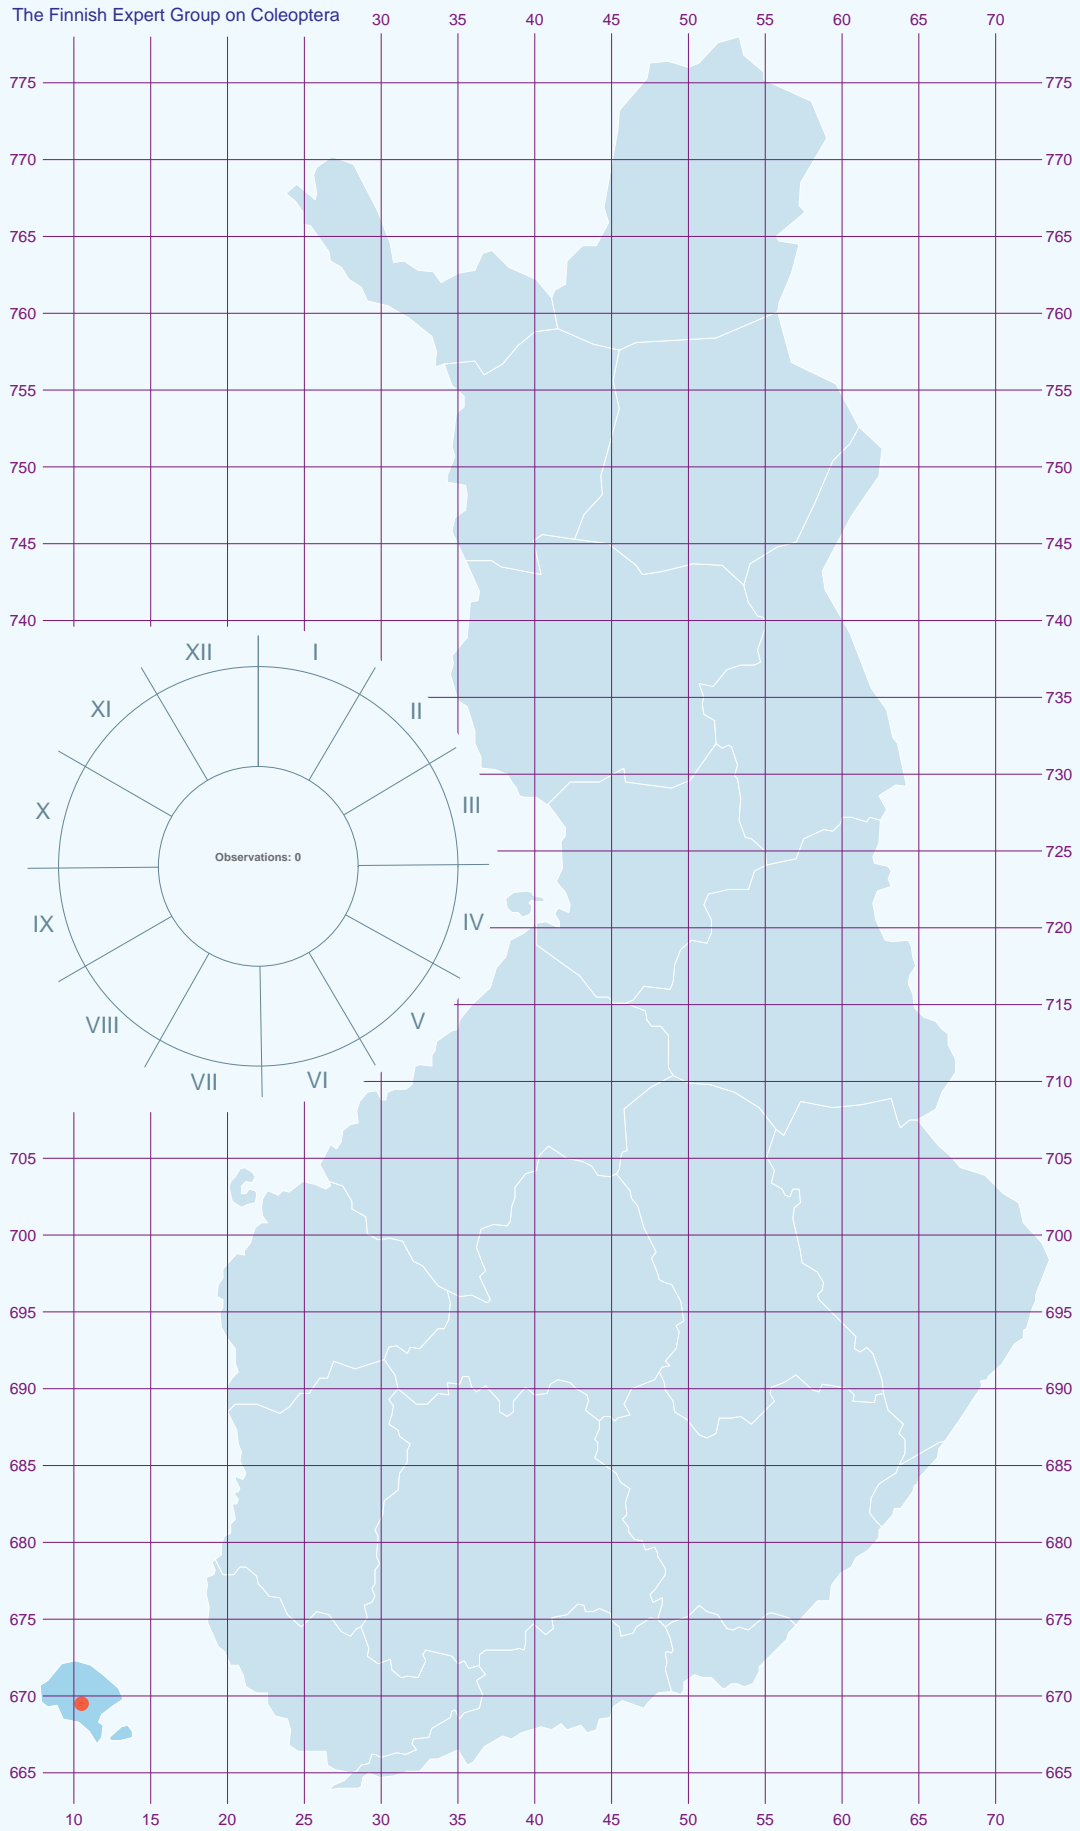 The Finnish Expert Group on Coleoptera 30 35 40 45 50 55 60 65 70
775 775
770 770
765 765
760 760
755 755
750 750
745 745
740 740
XII I
735
XI II
730
X III
Observations: 0
725
IX IV 720
715
VIII V
VII VI 710
705 705
700 700
695 695
690 690
685 685
680 680
675 675
670 670
665 665
10 15 20 25 30 35 40 45 50 55 60 65 70